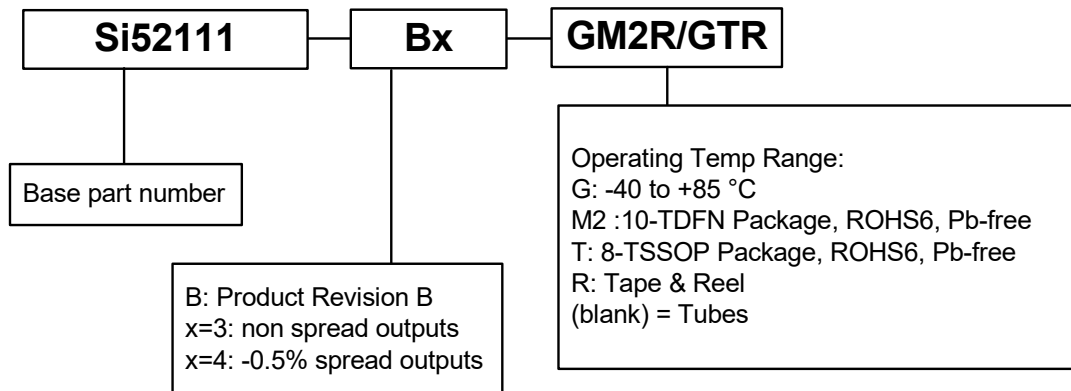 Si52111
Bx
GM2R/GTR
Base part number
B: Product Revision B
x=3: non spread outputs
x=4: -0.5% spread outputs
Operating Temp Range:
G: -40 to +85 °C
M2 :10-TDFN Package, ROHS6, Pb-free
T: 8-TSSOP Package, ROHS6, Pb-free
R: Tape & Reel
(blank) = Tubes